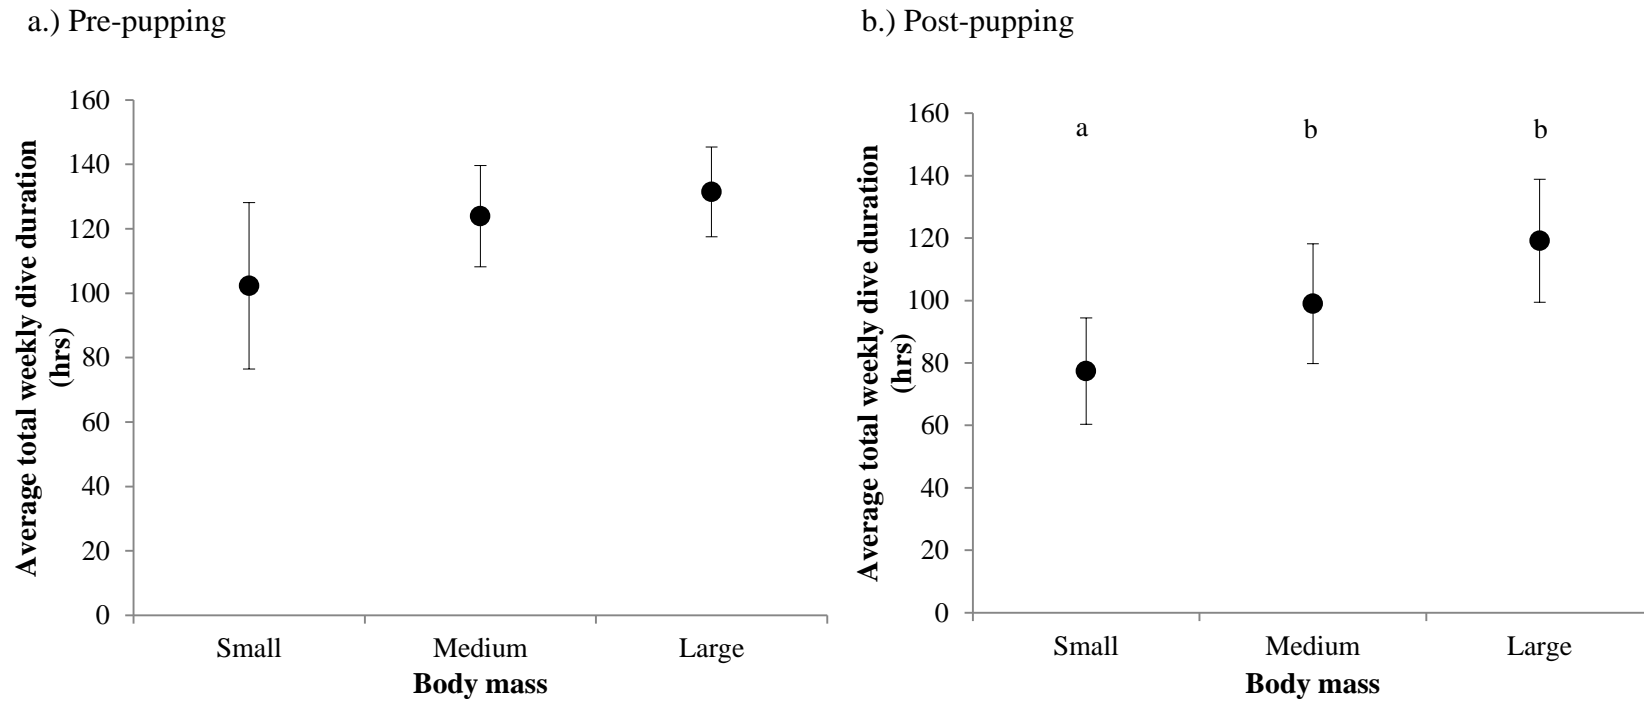 a.) Pre-pupping
160
140
120
100
80
60
40
20
0
Average total weekly dive duration
(hrs)
Small
Medium
Large
Body mass
b.) Post-pupping
160
140
120
100
80
60
40
20
0
Average total weekly dive duration
(hrs)
a
b
b
Small
Medium
Large
Body mass